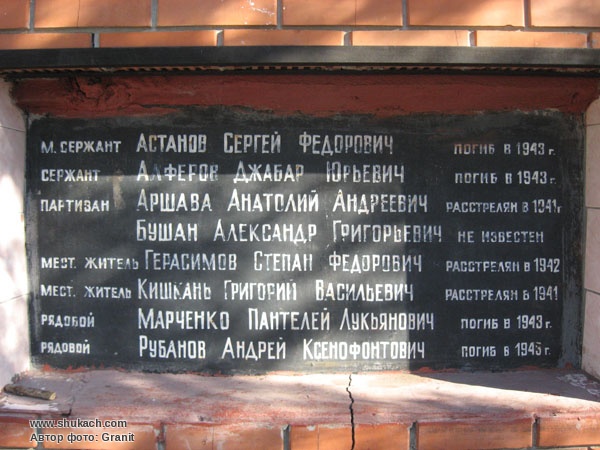 М. СЕРЖАНТ АСТАНОВ СЕРГЕЙ ФЕДОРОВИЧ ПОГИБ В 1943 г.
СЕРЖАНТ АЛФЕРОВ ДЖАБАР ЮРЬЕВИЧ ПОГИБ В 1943 г.
ПАРТИЗАН АРШАВА АНАТОЛИЙ АНДРЕЕВИЧ РАССТРЕЛЯН В 1941 г
БУШАН АЛЕКСАНДР ГРИГОРЬЕВИЧ НЕ ИЗВЕСТЕН
МЕСТ. ЖИТЕЛЬ ГЕРАСИМОВ СТЕПАН ФЕДОРОВИЧ РАССТРЕЛЯН В 1942
МЕСТ. ЖИТЕЛЬ КИШКАНЬ ГРИГОРИЙ ВАСИЛЬЕВИЧ РАССТРЕЛЯН В 1941
РЯДОВОЙ МАРЧЕНКО ПАНТЕЛЕЙ ЛУКЬЯНОВИЧ ПОГИБ В 1943 г.
РЯДОВОЙ РУБАНОВ АНДРЕЙ КСЕНОФОНТОВИЧ ПОГИБ В 1943 г.
www.shukach.com
Автор фото: Granit